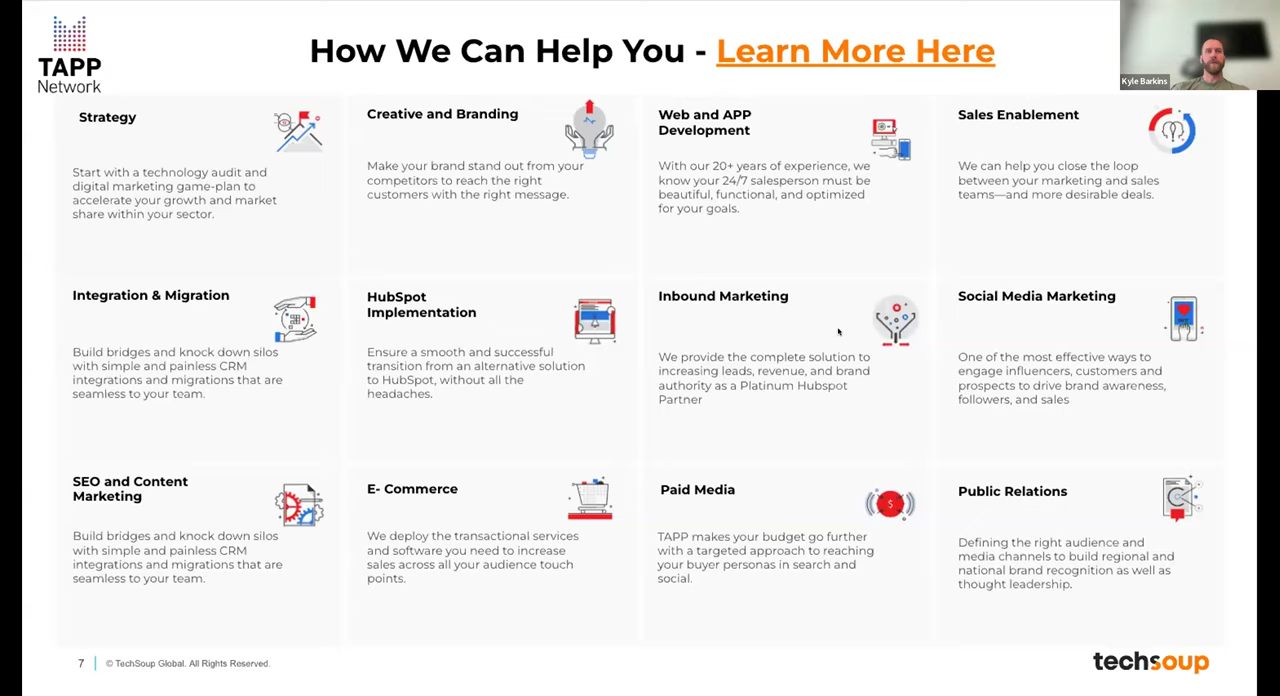 TAPP
Network
How We Can Help You - Learn More Here
Kyle Barkins
Strategy
Start with a technology audit and
digital marketing game-plan to
accelerate your growth and market
share within your sector.
Creative and Branding
Make your brand stand out from your
competitors to reach the right
customers with the right message.
Web and APP
Development
With our 20+ years of experience, we
know your 24/7 salesperson must be
beautiful, functional, and optimized
for your goals.
Sales Enablement
We can help you close the loop
between your marketing and sales
teams—and more desirable deals.
Integration & Migration
Build bridges and knock down silos
with simple and painless CRM
integrations and migrations that are
seamless to your team.
HubSpot
Implementation
Ensure a smooth and successful
transition from an alternative solution
to HubSpot, without all the
headaches.
Inbound Marketing
We provide the complete solution to
increasing leads, revenue, and brand
authority as a Platinum Hubspot
Partner
Social Media Marketing
One of the most effective ways to
engage influencers, customers and
prospects to drive brand awareness,
followers, and sales
SEO and Content
Marketing
Build bridges and knock down silos
with simple and painless CRM
integrations and migrations that are
seamless to your team.
E- Commerce
We deploy the transactional services
and software you need to increase
sales across all your audience touch
points.
Paid Media
TAPP makes your budget go further
with a targeted approach to reaching
your buyer personas in search and
social.
Public Relations
Defining the right audience and
media channels to build regional and
national brand recognition as well as
thought leadership.
7
© TechSoup Global. All Rights Reserved.
techsoup